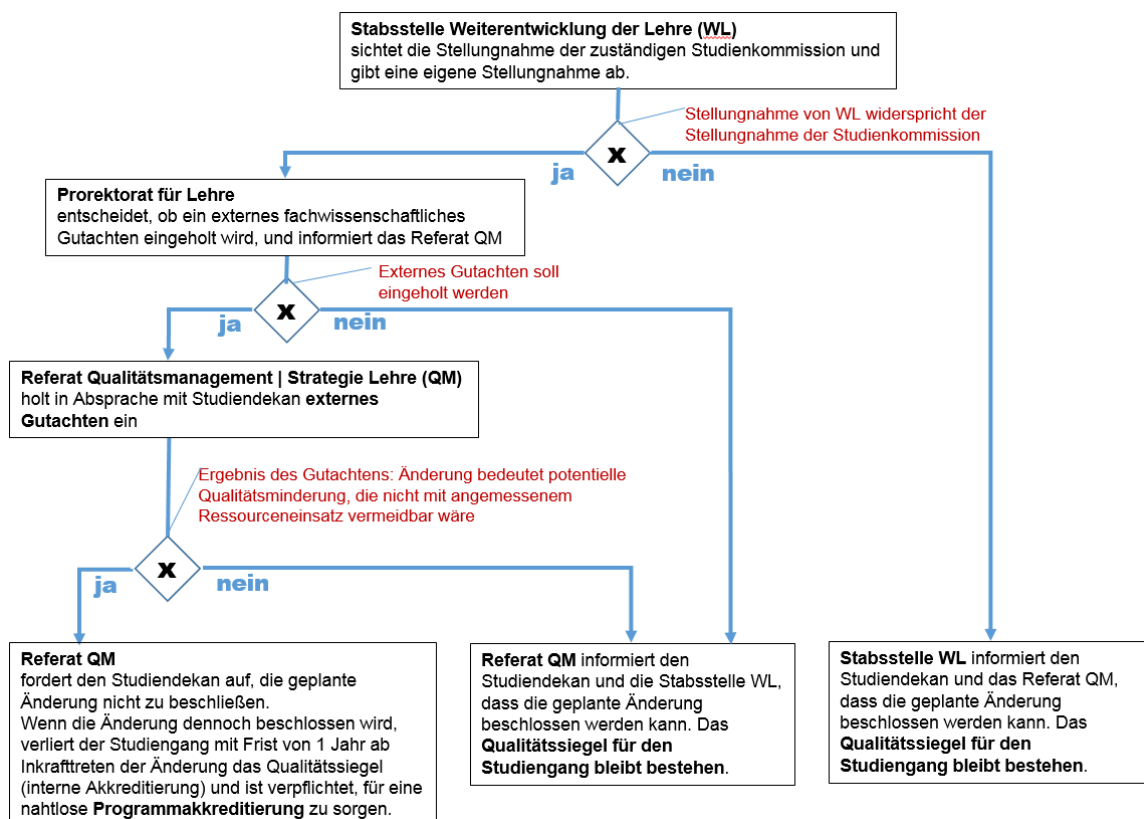 Stabsstelle Weiterentwicklung der Lehre (WL)
sichtet die Stellungnahme der zuständigen Studienkommission und
gibt eine eigene Stellungnahme ab.
Stellungnahme von WL widerspricht der
Stellungnahme der Studienkommission
x
ja
nein
Prorektorat für Lehre
entscheidet, ob ein externes fachwissenschaftliches
Gutachten eingeholt wird, und informiert das Referat QM
Externes Gutachten soll
eingeholt werden
x
ja
nein
Referat Qualitätsmanagement | Strategie Lehre (QM)
holt in Absprache mit Studiendekan externes
Gutachten ein
Ergebnis des Gutachtens: Änderung bedeutet potentielle
Qualitätsminderung, die nicht mit angemessenem
Ressourceneinsatz vermeidbar wäre
x
ja
nein
Referat QM
fordert den Studiendekan auf, die geplante
Änderung nicht zu beschließen.
Wenn die Änderung dennoch beschlossen wird,
verliert der Studiengang mit Frist von 1 Jahr ab
Inkrafttreten der Änderung das Qualitätssiegel
(interne Akkreditierung) und ist verpflichtet, für eine
nahtlose Programmakkreditierung zu sorgen.
Referat QM informiert den
Studiendekan und die Stabsstelle WL,
dass die geplante Änderung
beschlossen werden kann. Das
Qualitätssiegel für den
Studiengang bleibt bestehen.
Stabsstelle WL informiert den
Studiendekan und das Referat QM,
dass die geplante Änderung
beschlossen werden kann. Das
Qualitätssiegel für den
Studiengang bleibt bestehen.